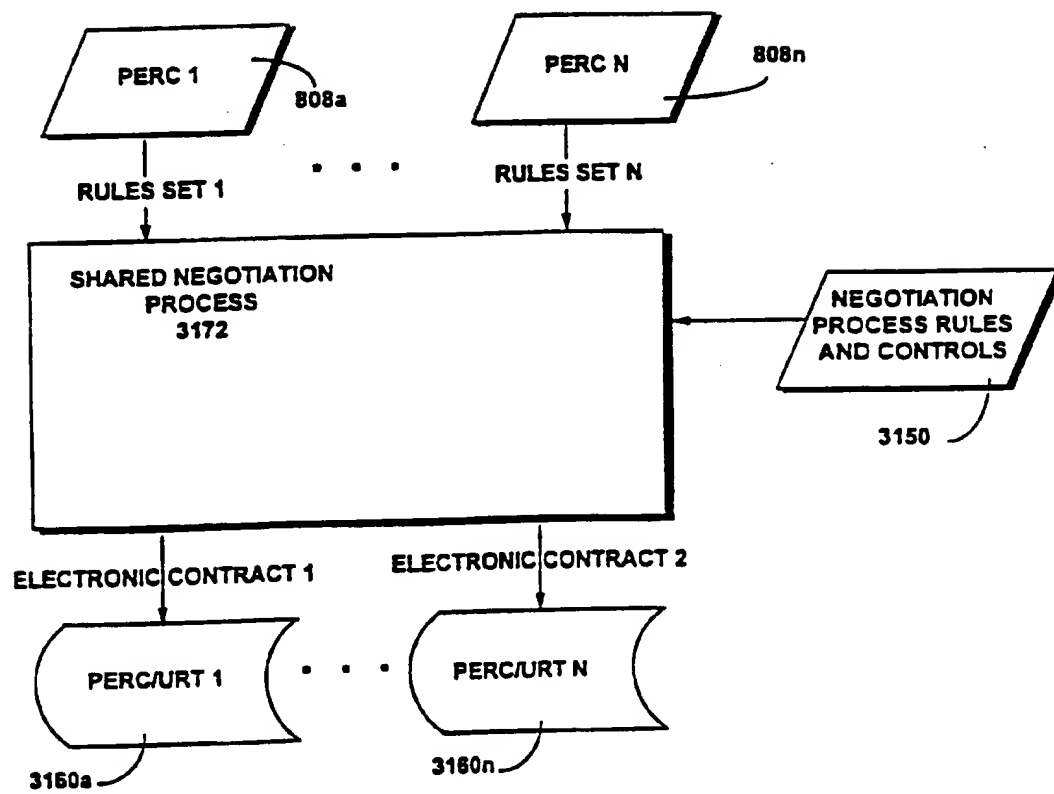 PERC 1
808a
PERC N
808n
RULES SET 1
RULES SET N
SHARED NEGOTIATION
PROCESS
3172
NEGOTIATION
PROCESS RULES
AND CONTROLS
3150
ELECTRONIC CONTRACT 1
ELECTRONIC CONTRACT 2
PERC/URT 1
PERC/URT N
3160a
3160n